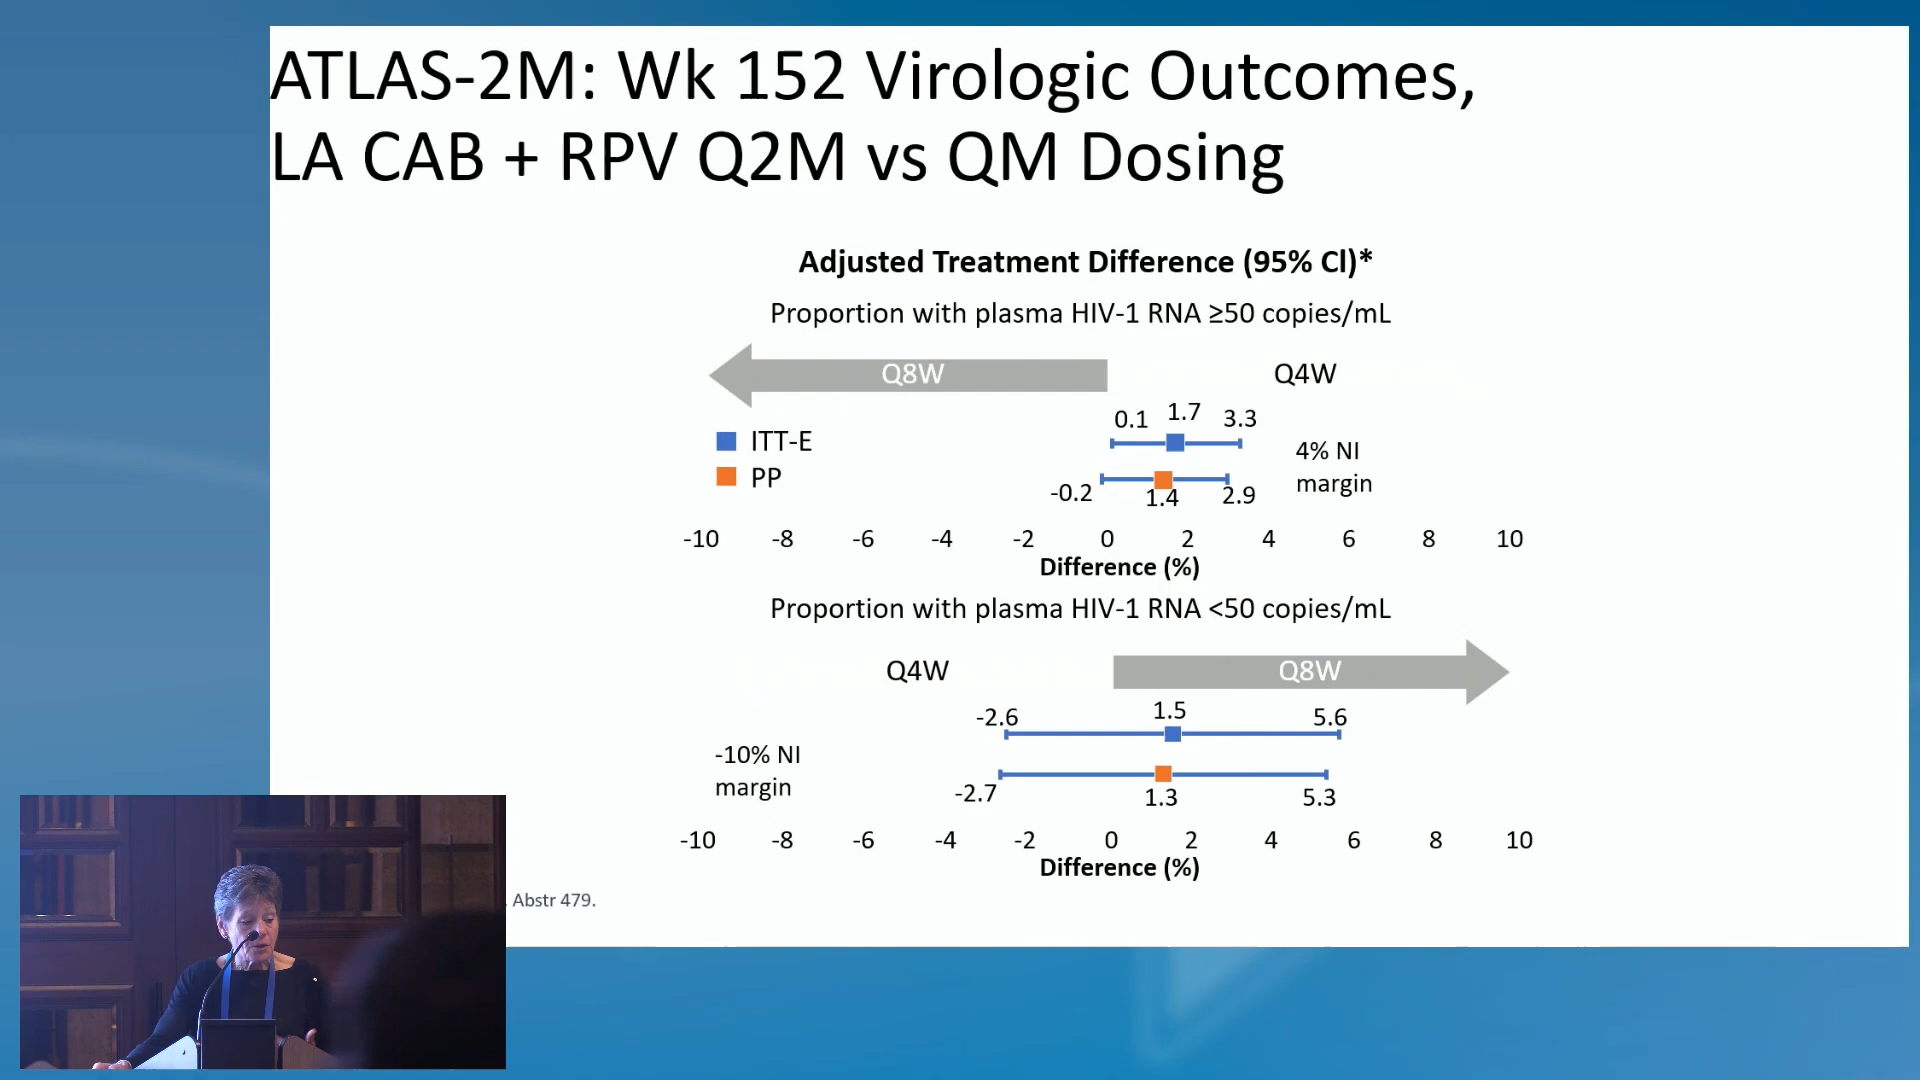 ATLAS-2M: Wk 152 Virologic Outcomes,
LA CAB + RPV Q2M vs QM Dosing
Adjusted Treatment Difference (95% Cl)*
Proportion with plasma HIV-1 RNA ≥50 copies/mL
Q8W Q4W
0.1 1.7 3.3
ITT-E
4% NI
margin
PP
-0.2 1.4 2.9
-10 -8 -6 -4 -2 0 2 4 6 8 10
Difference (%)
Proportion with plasma HIV-1 RNA <50 copies/mL
Q4W Q8W
-2.6 1.5 5.6
-10% NI
margin
-2.7 1.3 5.3
-10 -8 -6 -4 -2 0 2 4 6 8 10
Difference (%)
. Abstr 479.